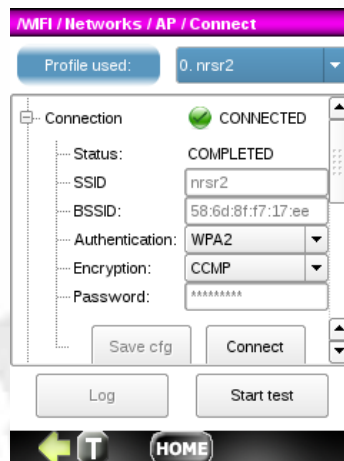 /WIFI / Networks / AP / Connect
Profile used: 0. nrsr2
Connection CONNECTED
Status: COMPLETED
SSID nrsr2
BSSID: 58:6d:8f:f7:17:ee
Authentication: WPA2
Encryption: CCMP
Password: *********
Save cfg Connect
Log Start test
T HOME